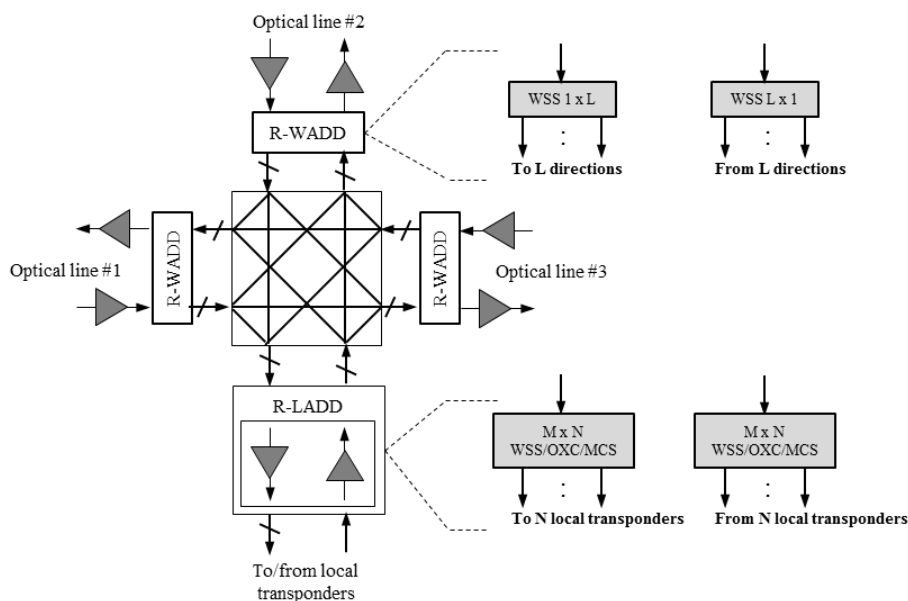 Optical line #2
R-WADD
WSS 1 x L
WSS L x 1
:
:
To L directions
From L directions
R-WADD
R-WADD
Optical line #1
Optical line #3
R-LADD
M x N
WSS/OXC/MCS
M x N
WSS/OXC/MCS
:
:
To N local transponders
From N local transponders
To/from local
transponders